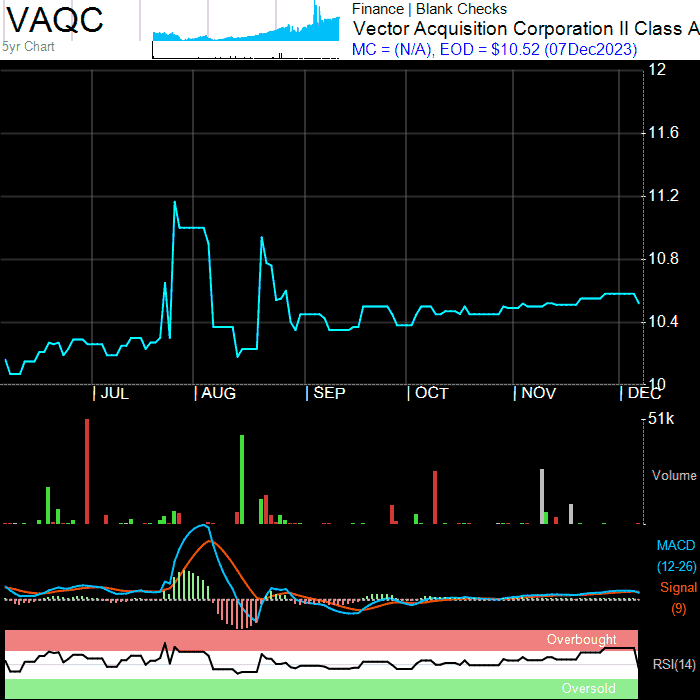 VAQC
5yr Chart
Finance | Blank Checks
Vector Acquisition Corporation II Class A
MC = (N/A), EOD = $10.52 (07Dec2023)
12
11.6
11.2
10.8
10.4
10
| JUL | AUG | SEP | OCT | NOV | DEC
51k
Volume
MACD
(12-26)
Signal
(9)
Overbought
RSI(14)
Oversold